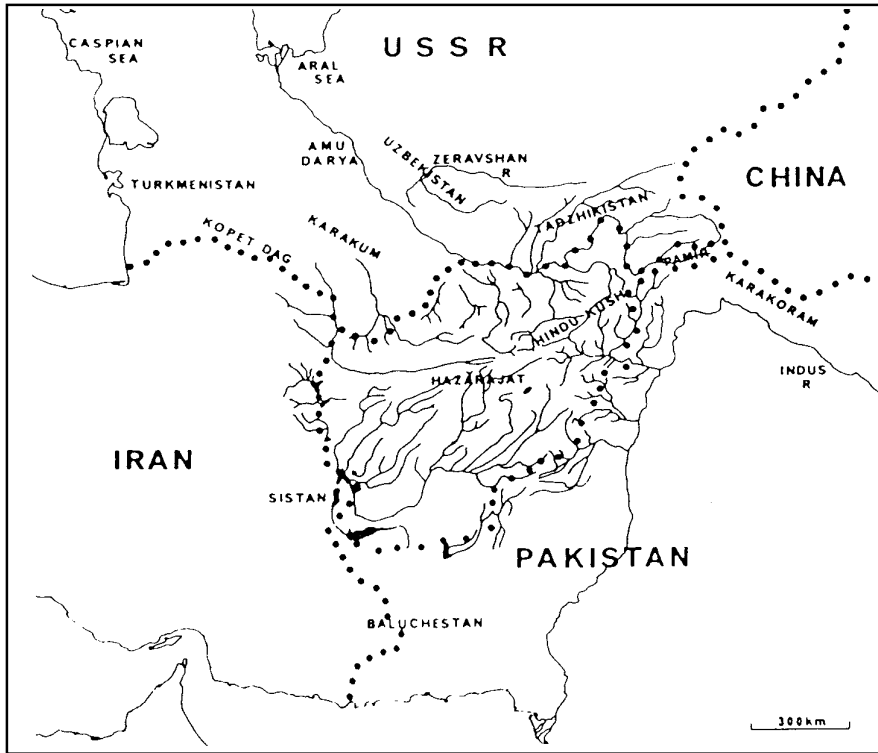 CASPIAN
SEA
USSR
ARAL
SEA
AMU
DARYA
UZBEKISTAN
ZERAVSHAN
R
TURKMENISTAN
CHINA
TADZHIKISTAN
KOPET DAG
KARAKUM
PAMIR
KARAKORAM
HINDU-KUSH
HAZARAJAT
INDUS
R
IRAN
SISTAN
PAKISTAN
BALUCHESTAN
300km